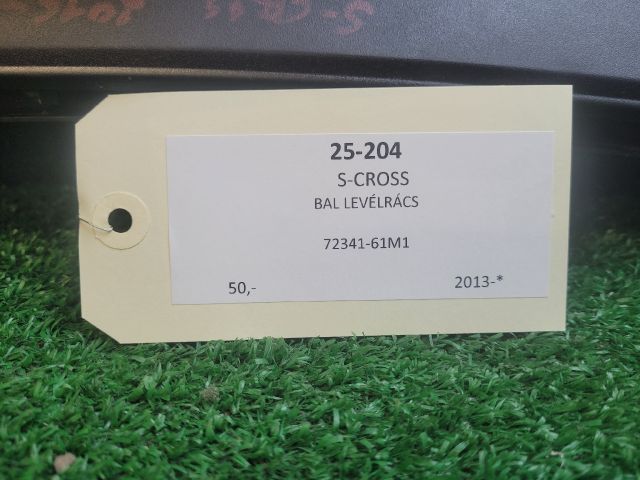 25-204
S-CROSS
BAL LEVÉLRÁCS
72341-61M1
50,-
2013-*